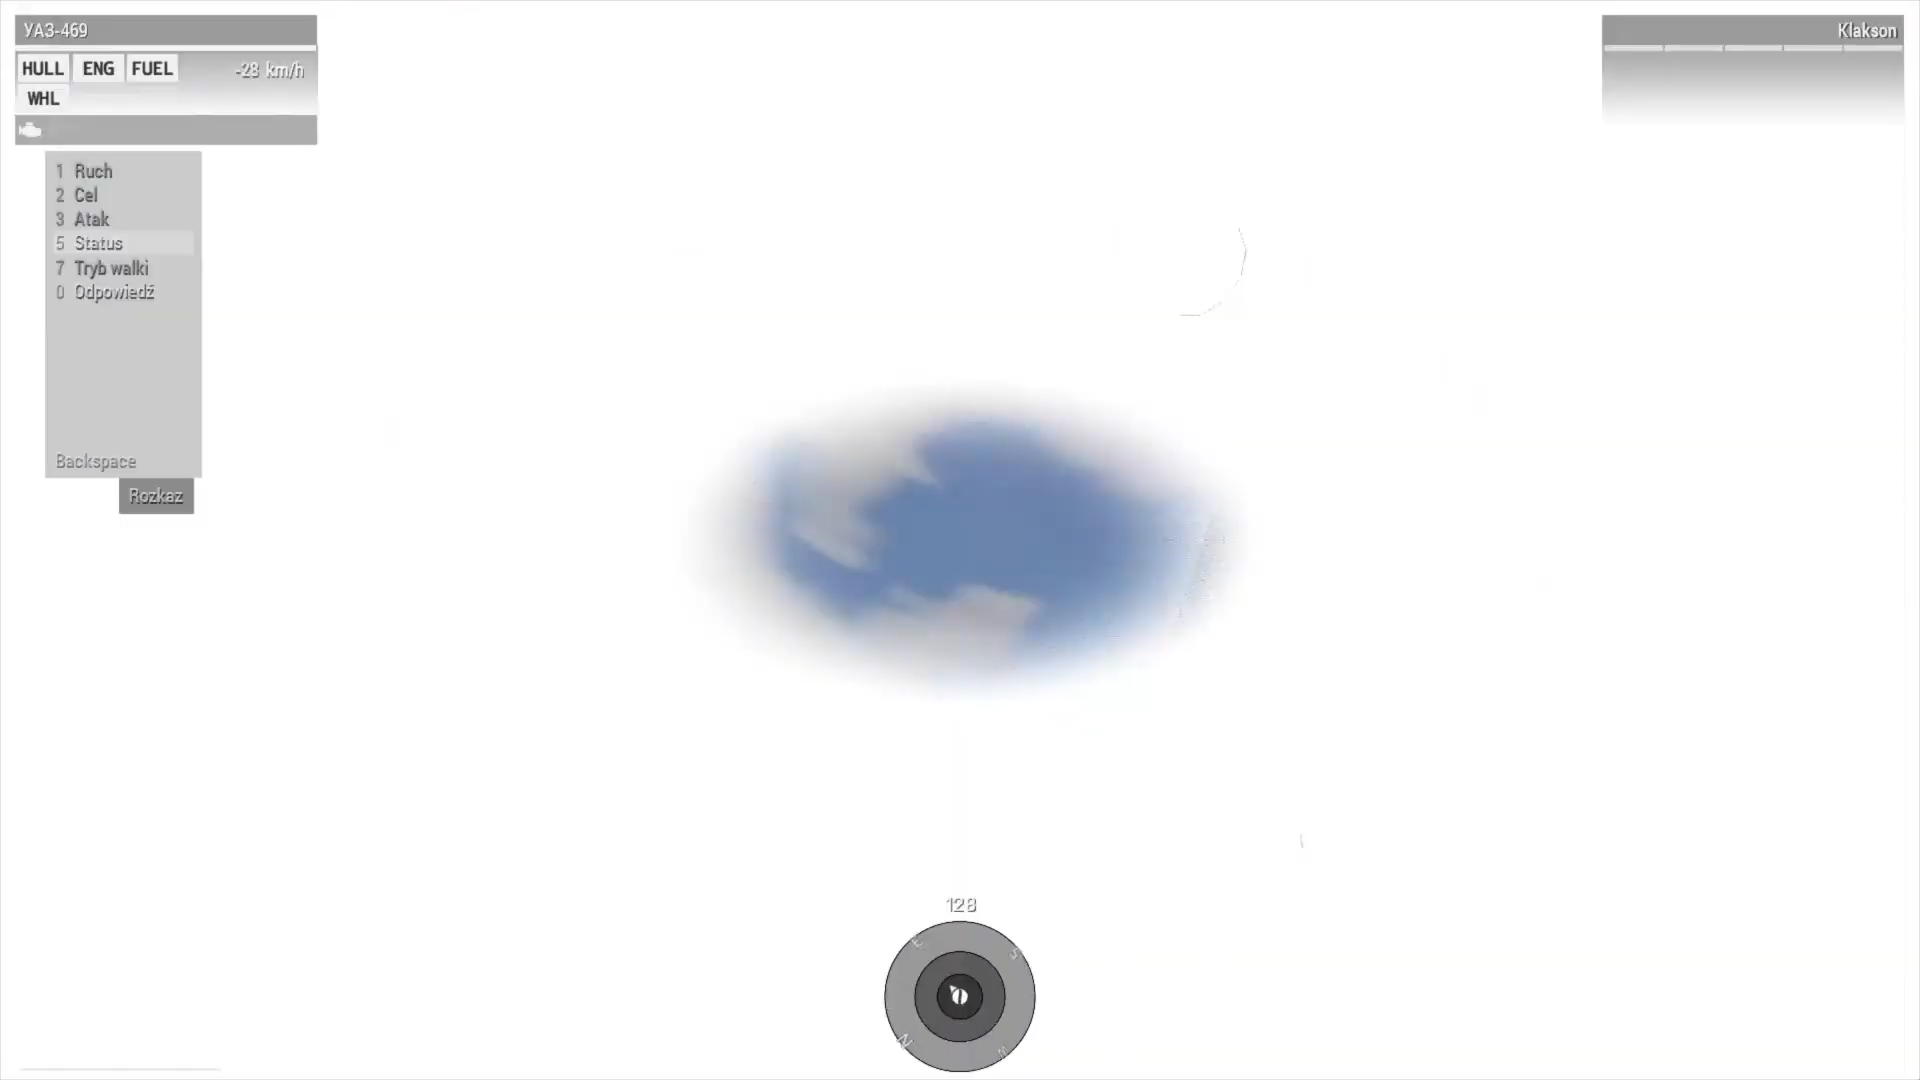 УАЗ-469
HULL ENG FUEL -28 km/h
WHL
Klakson
1 Ruch
2 Cel
3 Atak
5 Status
7 Tryb walki
0 Odpowiedź
Backspace
Rozkaz
128
E S
N W